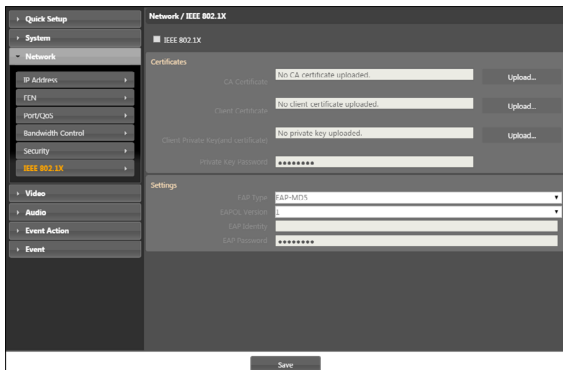 Quick Setup
System
Network
IP Address
FEN
Port/QoS
Bandwidth Control
Security
IEEE 802.1X
Video
Audio
Event Action
Event
Network / IEEE 802.1X
IEEE 802.1X
Certificates
CA Certificate No CA certificate uploaded. Upload...
Client Certificate No client certificate uploaded. Upload...
Client Private Key(and certificate) No private key uploaded. Upload...
Private Key Password ••••••••
Settings
EAP Type EAP-MD5
EAPOL Version 1
EAP Identity
EAP Password ••••••••
Save